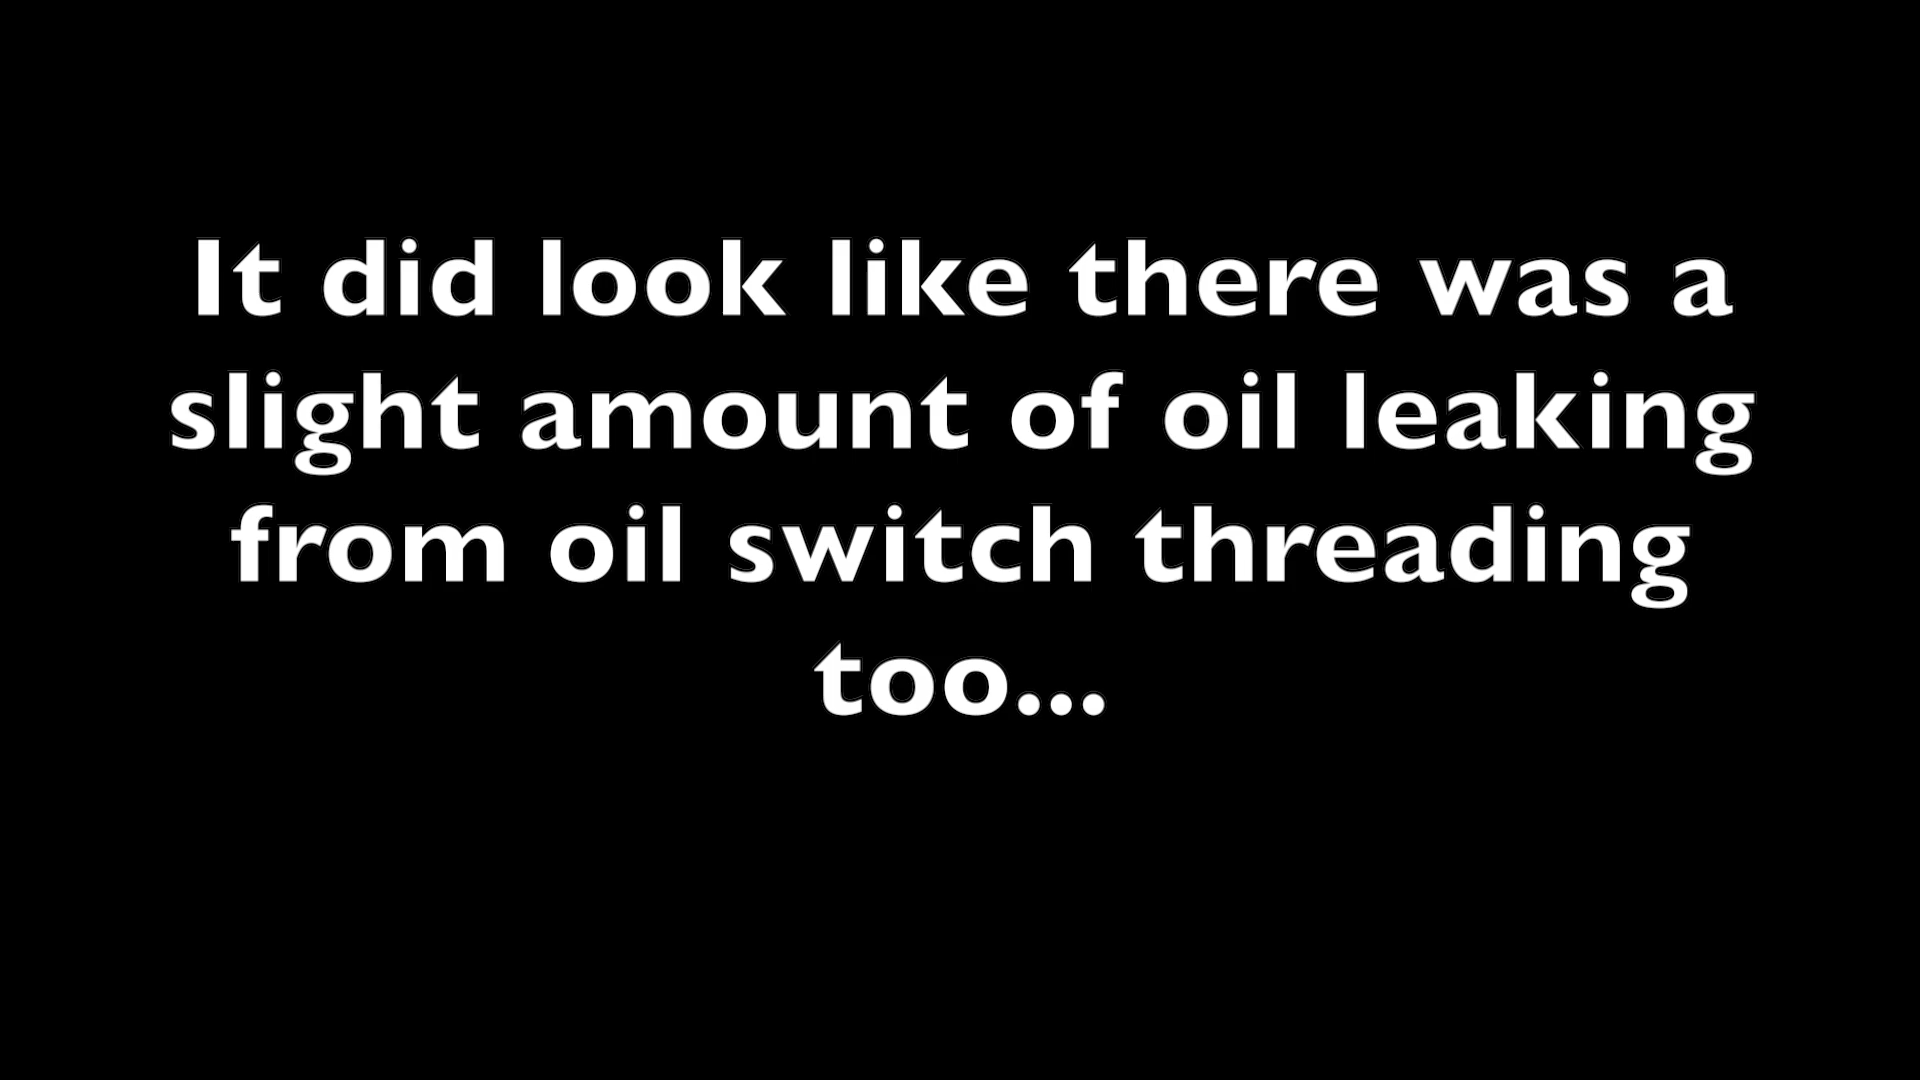 It did look like there was a
slight amount of oil leaking
from oil switch threading
too...